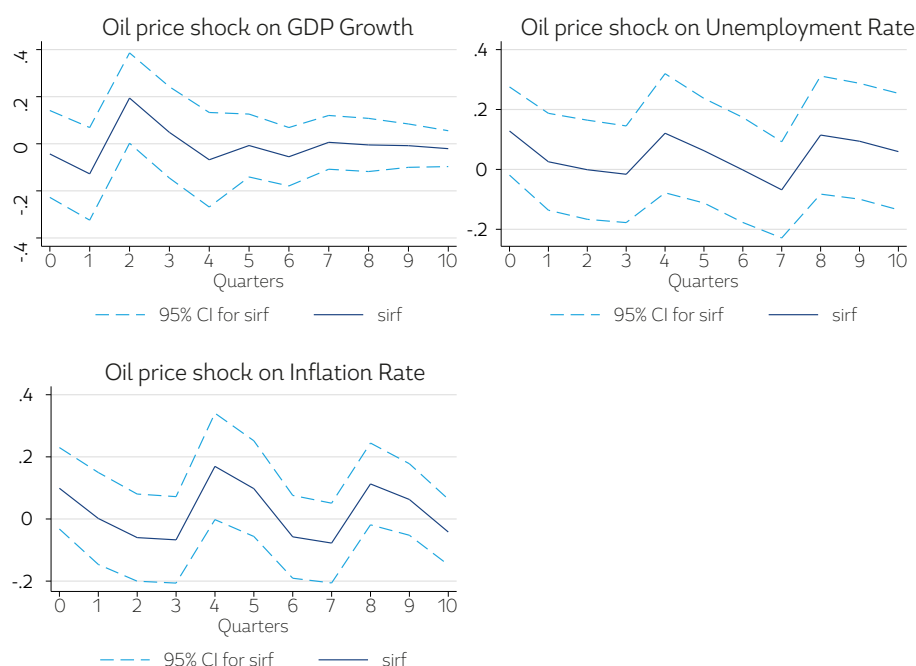 Oil price shock on GDP Growth
.4
.2
0
-.2
-.4
0 1 2 3 4 5 6 7 8 9 10
Quarters
95% CI for sirf sirf
Oil price shock on Unemployment Rate
.4
.2
0
-.2
0 1 2 3 4 5 6 7 8 9 10
Quarters
95% CI for sirf sirf
Oil price shock on Inflation Rate
.4
.2
0
-.2
0 1 2 3 4 5 6 7 8 9 10
Quarters
95% CI for sirf sirf